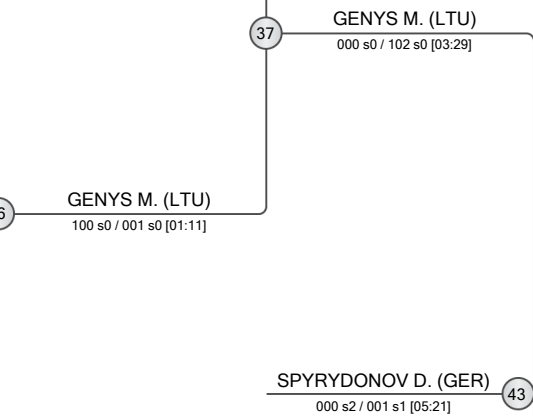 GENYS M. (LTU)
37
000 s0 / 102 s0 [03:29]
GENYS M. (LTU)
6
100 s0 / 001 s0 [01:11]
SPYRYDONOV D. (GER)
43
000 s2 / 001 s1 [05:21]